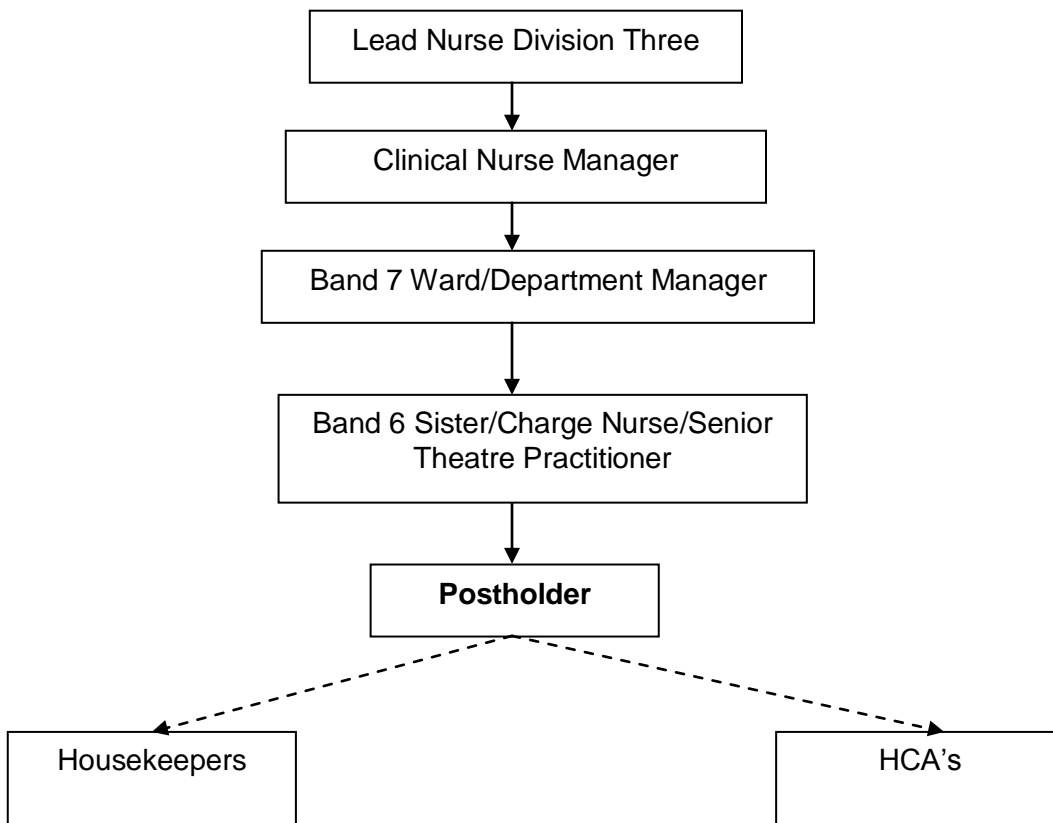 Lead Nurse Division Three
Clinical Nurse Manager
Band 7 Ward/Department Manager
Band 6 Sister/Charge Nurse/Senior
Theatre Practitioner
Postholder
Housekeepers
HCA’s